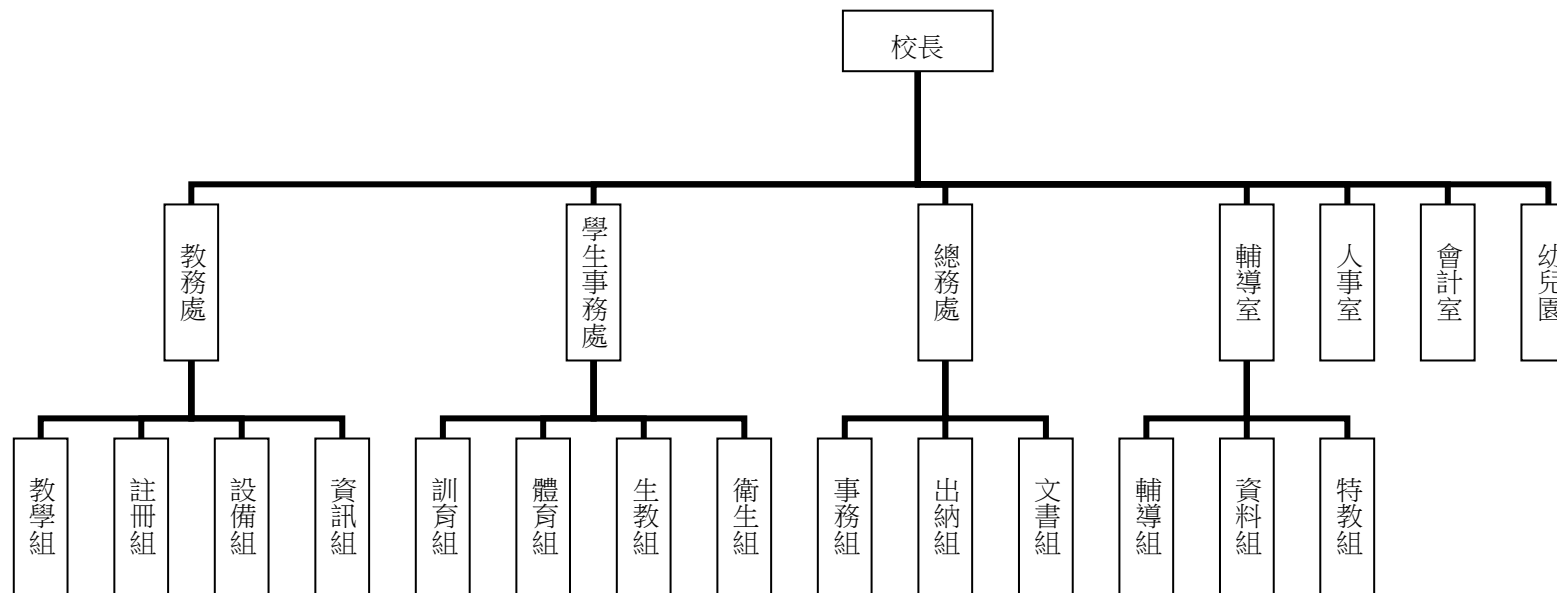 校長
教務處
學生事務處
總務處
輔導室
人事室
會計室
幼兒園
教學組
註冊組
設備組
資訊組
訓育組
體育組
生教組
衛生組
事務組
出納組
文書組
輔導組
資料組
特教組